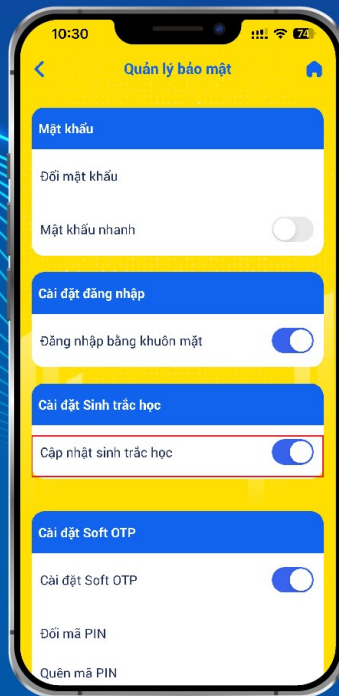 10:30
74
Quản lý bảo mật
Mật khẩu
Đổi mật khẩu
Mật khẩu nhanh
Cài đặt đăng nhập
Đăng nhập bằng khuôn mặt
Cài đặt Sinh trắc học
Cập nhật sinh trắc học
Cài đặt Soft OTP
Cài đặt Soft OTP
Đổi mã PIN
Quên mã PIN